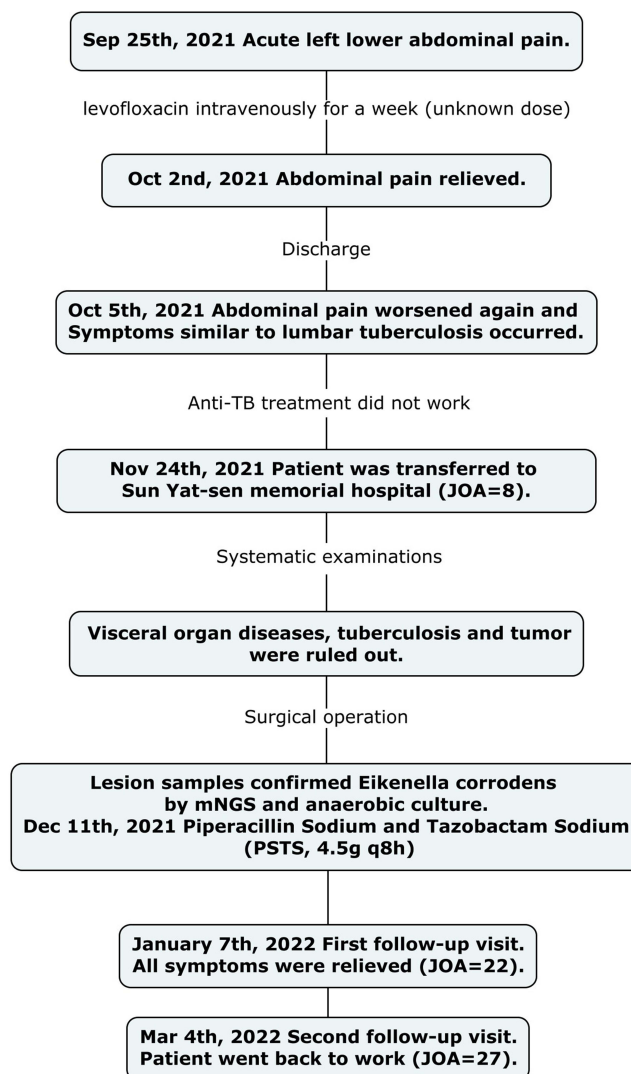 Sep 25th, 2021 Acute left lower abdominal pain.
levofloxacin intravenously for a week (unknown dose)
Oct 2nd, 2021 Abdominal pain relieved.
Discharge
Oct 5th, 2021 Abdominal pain worsened again and
Symptoms similar to lumbar tuberculosis occurred.
Anti-TB treatment did not work
Nov 24th, 2021 Patient was transferred to
Sun Yat-sen memorial hospital (JOA=8).
Systematic examinations
Visceral organ diseases, tuberculosis and tumor
were ruled out.
Surgical operation
Lesion samples confirmed Eikenella corrodens
by mNGS and anaerobic culture.
Dec 11th, 2021 Piperacillin Sodium and Tazobactam Sodium
(PSTS, 4.5g q8h)
January 7th, 2022 First follow-up visit.
All symptoms were relieved (JOA=22).
Mar 4th, 2022 Second follow-up visit.
Patient went back to work (JOA=27).